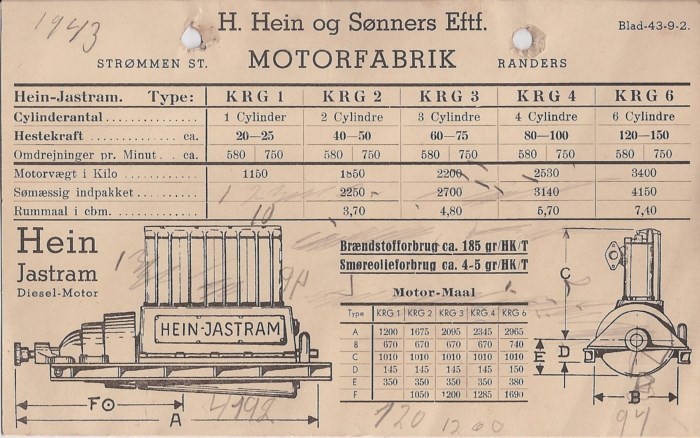 1943
H. Hein og Sønners Eftf.
Blad-43-9-2.
STRØMMEN ST. MOTORFABRIK RANDERS
Hein-Jastram. Type: KRG 1 KRG 2 KRG 3 KRG 4 KRG 6
Cylinderantal 1 Cylinder 2 Cylinder 3 Cylinder 4 Cylinder 6 Cylinder
Hestekraft ca. 20—25 40—50 60—75 80—100 120—150
Omdrejninger pr. Minut ca. 580 750 580 750 580 750 580 750 580 750
Motorvægt i Kilo 1150 1850 2200 2530 3400
Sømæssig indpakket 2250 2700 3140 4150
Rummaal i cbm. 3,70 4,80 5,70 7,40
10
Hein
Jastram
Diesel-Motor
HEIN-JASTRAM
FO
A
4192
Brændstofforbrug ca. 185 gr/HK/T
Smøreolieforbrug ca. 4-5 gr/HK/T
Motor-Maal
Type KRG 1 KRG 2 KRG 3 KRG 4 KRG 6
A 1200 1675 2095 2345 2965
B 670 670 670 670 740
C 1010 1010 1010 1010 1010
D 145 145 145 145 150
E 350 350 350 350 380
F 1050 1200 1285 1690
120 1200
C
E D
B
B
94